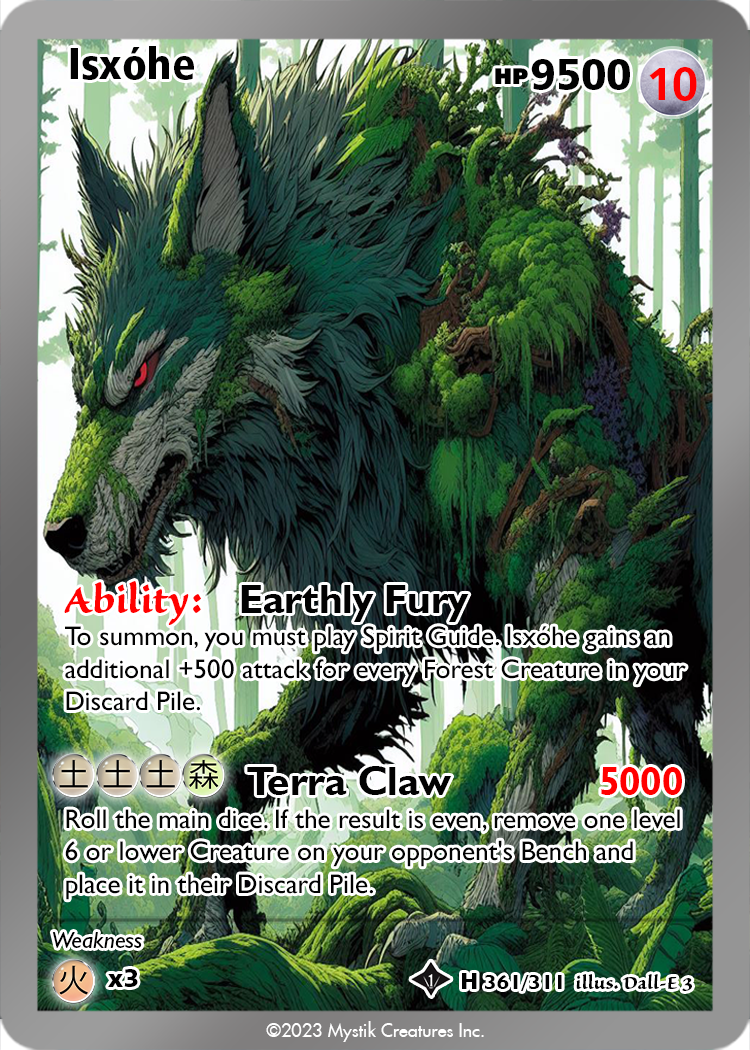 Isxóhe HP9500 10
Ability: Earthly Fury
To summon, you must play Spirit Guide. Isxóhe gains an
additional +500 attack for every Forest Creature in your
Discard Pile.
土 土 土 森 Terra Claw 5000
Roll the main dice. If the result is even, remove one level
6 or lower Creature on your opponent's Bench and
place it in their Discard Pile.
Weakness
火 x3 1 H 361/311 illus. Dall-E 3
©2023 Mystik Creatures Inc.